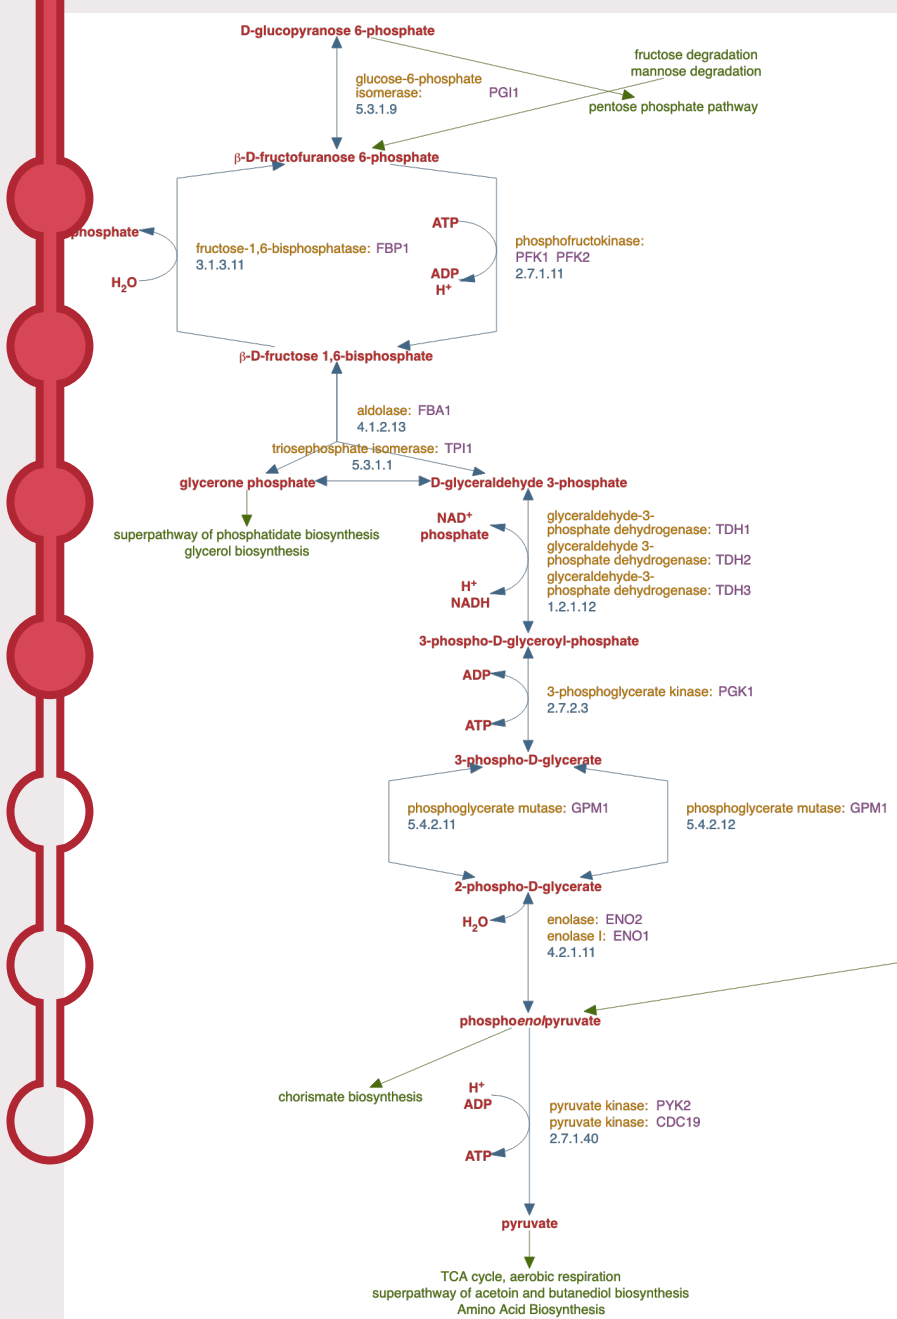 D-glucopyranose 6-phosphate
fructose degradation
mannose degradation
glucose-6-phosphate
isomerase: PGI1
5.3.1.9
pentose phosphate pathway
β-D-fructofuranose 6-phosphate
phosphate
H₂O
fructose-1,6-bisphosphatase: FBP1
3.1.3.11
ATP
ADP
H⁺
phosphofructokinase:
PFK1 PFK2
2.7.1.11
β-D-fructose 1,6-bisphosphate
aldolase: FBA1
4.1.2.13
triosephosphate isomerase: TPI1
5.3.1.1
glycerone phosphate
D-glyceraldehyde 3-phosphate
superpathway of phosphatidate biosynthesis
glycerol biosynthesis
NAD⁺
phosphate
H⁺
NADH
glyceraldehyde-3-
phosphate dehydrogenase: TDH1
glyceraldehyde 3-
phosphate dehydrogenase: TDH2
glyceraldehyde-3-
phosphate dehydrogenase: TDH3
1.2.1.12
3-phospho-D-glyceroyl-phosphate
ADP
ATP
3-phosphoglycerate kinase: PGK1
2.7.2.3
3-phospho-D-glycerate
phosphoglycerate mutase: GPM1
5.4.2.11
phosphoglycerate mutase: GPM1
5.4.2.12
2-phospho-D-glycerate
H₂O
enolase: ENO2
enolase I: ENO1
4.2.1.11
phosphoenolpyruvate
chorismate biosynthesis
H⁺
ADP
ATP
pyruvate kinase: PYK2
pyruvate kinase: CDC19
2.7.1.40
pyruvate
TCA cycle, aerobic respiration
superpathway of acetoin and butanediol biosynthesis
Amino Acid Biosynthesis